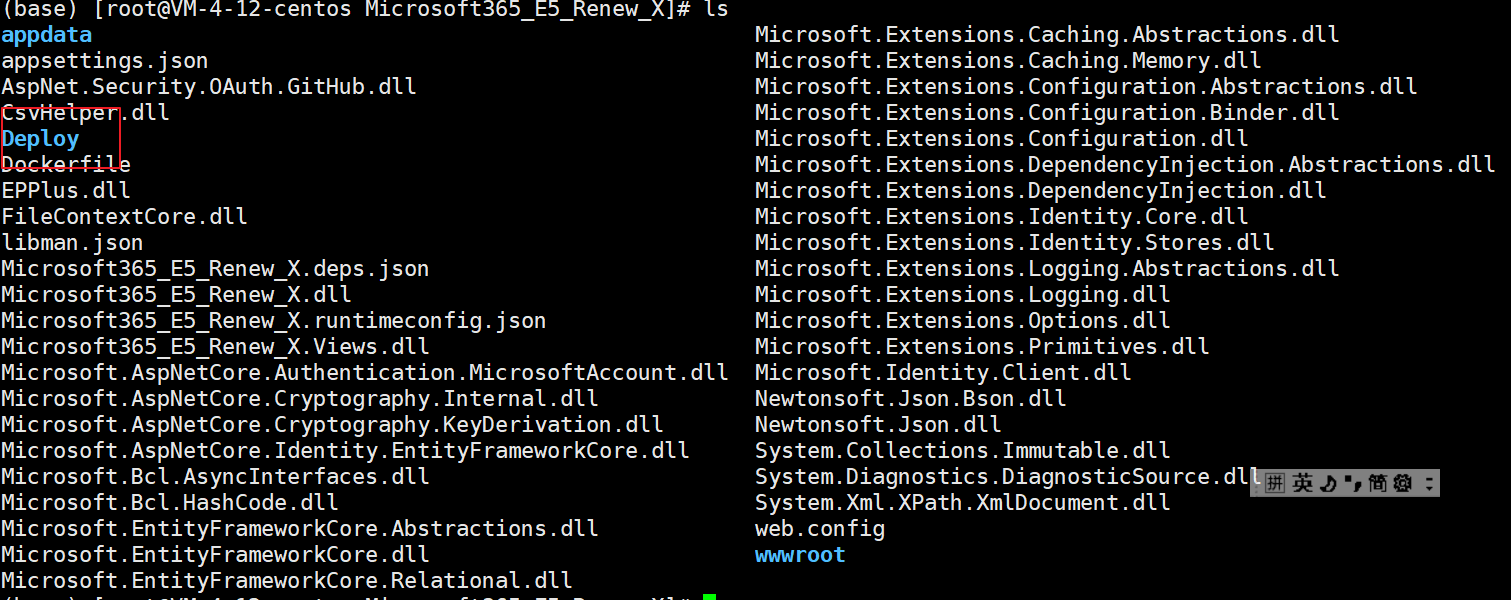 (base) [root@VM-4-12-centos Microsoft365_E5_Renew_X]# ls
appdata
appsettings.json
AspNet.Security.OAuth.GitHub.dll
CsvHelper.dll
Deploy
Dockerfile
EPPlus.dll
FileContextCore.dll
libman.json
Microsoft365_E5_Renew_X.deps.json
Microsoft365_E5_Renew_X.dll
Microsoft365_E5_Renew_X.runtimeconfig.json
Microsoft365_E5_Renew_X.Views.dll
Microsoft.AspNetCore.Authentication.MicrosoftAccount.dll
Microsoft.AspNetCore.Cryptography.Internal.dll
Microsoft.AspNetCore.Cryptography.KeyDerivation.dll
Microsoft.AspNetCore.Identity.EntityFrameworkCore.dll
Microsoft.Bcl.AsyncInterfaces.dll
Microsoft.Bcl.HashCode.dll
Microsoft.EntityFrameworkCore.Abstractions.dll
Microsoft.EntityFrameworkCore.dll
Microsoft.EntityFrameworkCore.Relational.dll
Microsoft.Extensions.Caching.Abstractions.dll
Microsoft.Extensions.Caching.Memory.dll
Microsoft.Extensions.Configuration.Abstractions.dll
Microsoft.Extensions.Configuration.Binder.dll
Microsoft.Extensions.Configuration.dll
Microsoft.Extensions.DependencyInjection.Abstractions.dll
Microsoft.Extensions.DependencyInjection.dll
Microsoft.Extensions.Identity.Core.dll
Microsoft.Extensions.Identity.Stores.dll
Microsoft.Extensions.Logging.Abstractions.dll
Microsoft.Extensions.Logging.dll
Microsoft.Extensions.Options.dll
Microsoft.Extensions.Primitives.dll
Microsoft.Identity.Client.dll
Newtonsoft.Json.Bson.dll
Newtonsoft.Json.dll
System.Collections.Immutable.dll
System.Diagnostics.DiagnosticSource.dll
拼 英 简
System.Xml.XPath.XmlDocument.dll
web.config
wwwroot
(base) [root@VM-4-12-centos Microsoft365_E5_Renew_X]#